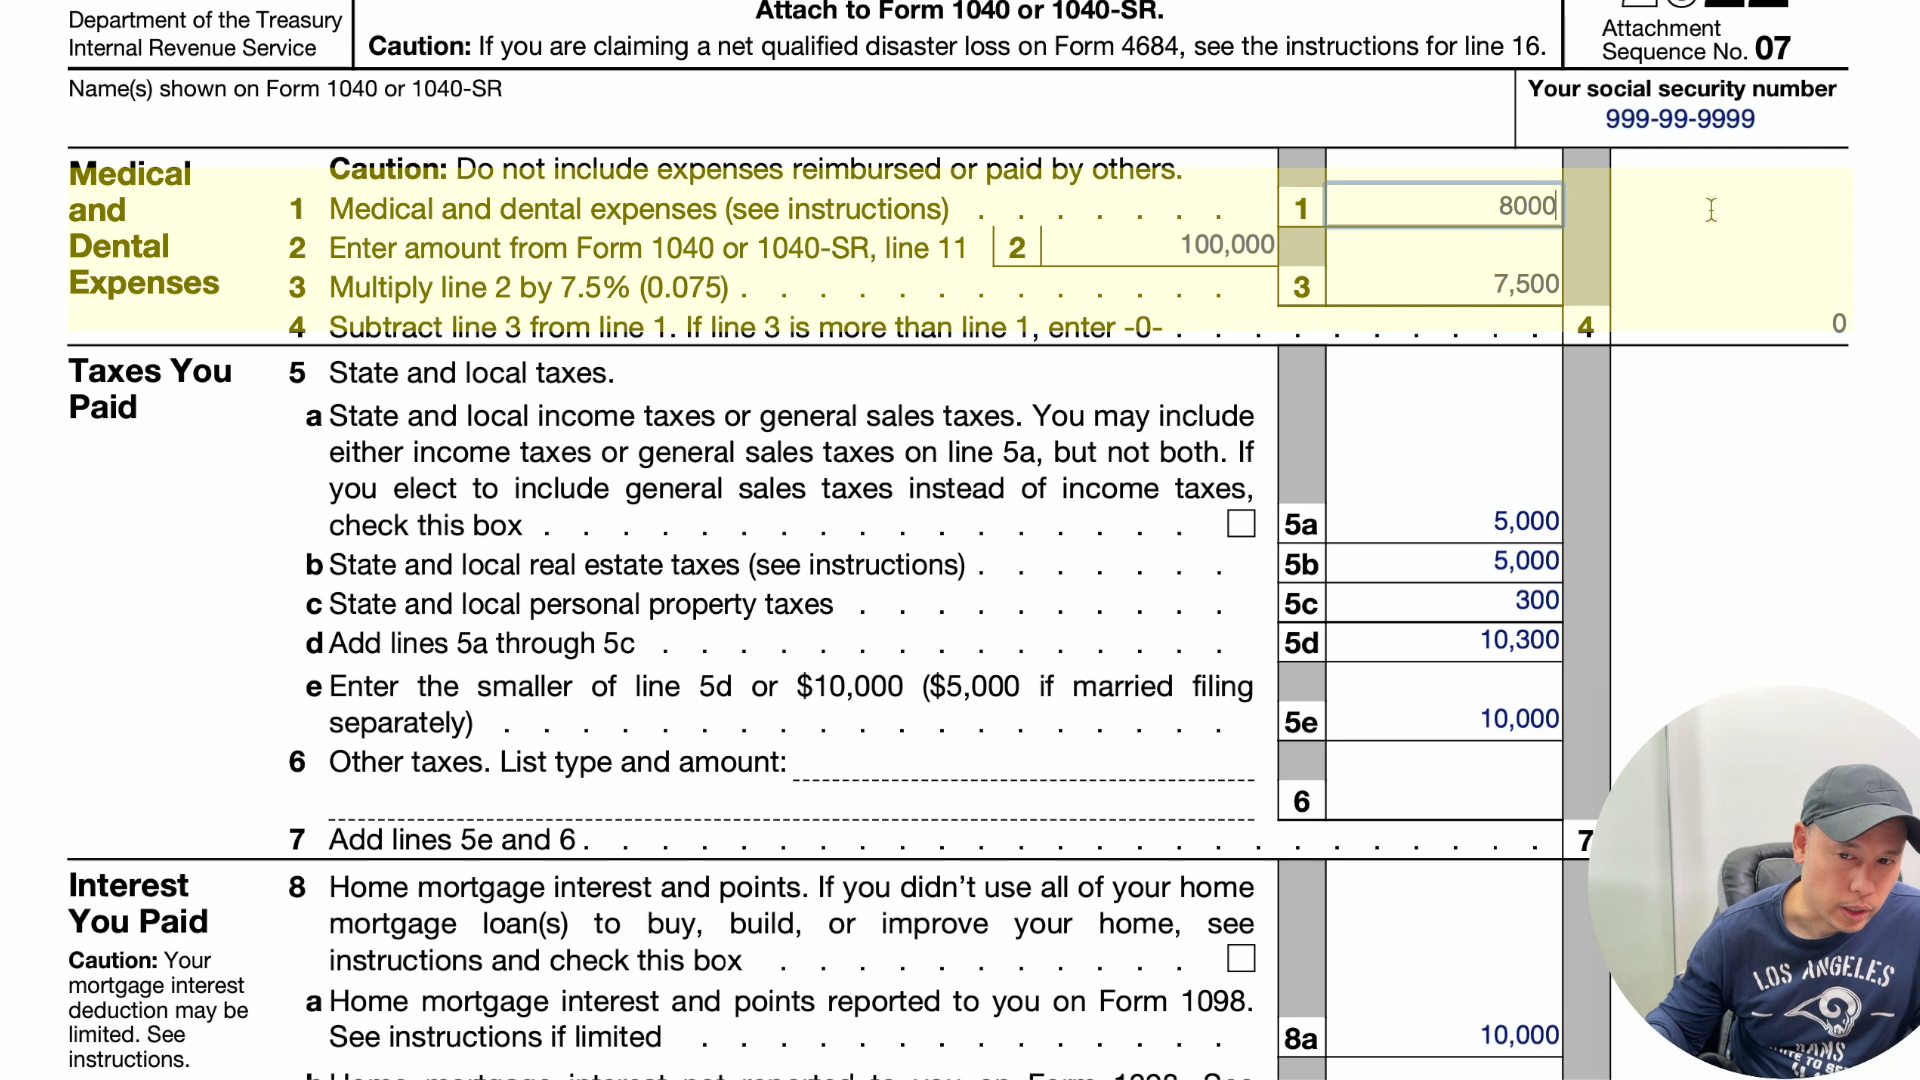 Department of the Treasury
Internal Revenue Service
Attach to Form 1040 or 1040-SR.
Caution: If you are claiming a net qualified disaster loss on Form 4684, see the instructions for line 16.
Attachment
Sequence No. 07
Name(s) shown on Form 1040 or 1040-SR
Your social security number
999-99-9999
Medical and Dental Expenses
Caution: Do not include expenses reimbursed or paid by others.
1 Medical and dental expenses (see instructions) . . . . . . . 1 8000
2 Enter amount from Form 1040 or 1040-SR, line 11 2 100,000
3 Multiply line 2 by 7.5% (0.075) . . . . . . . . . . . . . 3 7,500
4 Subtract line 3 from line 1. If line 3 is more than line 1, enter -0- . . . . . . . . . . 4 0
Taxes You Paid
5 State and local taxes.
a State and local income taxes or general sales taxes. You may include
either income taxes or general sales taxes on line 5a, but not both. If
you elect to include general sales taxes instead of income taxes,
check this box . . . . . . . . . . . . . . . . . 5a 5,000
b State and local real estate taxes (see instructions) . . . . . . . 5b 5,000
c State and local personal property taxes . . . . . . . . . . 5c 300
d Add lines 5a through 5c . . . . . . . . . . . . . . . 5d 10,300
e Enter the smaller of line 5d or $10,000 ($5,000 if married filing
separately) . . . . . . . . . . . . . . . . . . . 5e 10,000
6 Other taxes. List type and amount:
6
7 Add lines 5e and 6 . . . . . . . . . . . . . . . . . . . . . . . . . 7
Interest You Paid
Caution: Your
mortgage interest
deduction may be
limited. See
instructions.
8 Home mortgage interest and points. If you didn't use all of your home
mortgage loan(s) to buy, build, or improve your home, see
instructions and check this box . . . . . . . . . . .
a Home mortgage interest and points reported to you on Form 1098.
See instructions if limited . . . . . . . . . . . . . . 8a 10,000
LOS ANGELES
RAMS